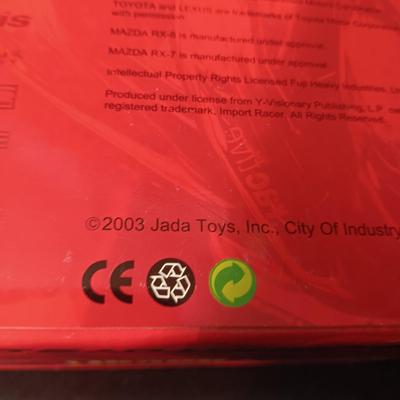 TOYOTA and LEXUS are trademarks of Toyota Motor Corporation
with permission
MAZDA RX-8 is manufactured under approval
MAZDA RX-7 is manufactured under approval.
Intellectual Property Rights Licensed Fuji Heavy Industries, Ltd
Produced under license from Y-Visionary Publishing, L.P. ow
registered trademark, Import Racer. All Rights Reserved.
©2003 Jada Toys, Inc., City Of Industry
CE